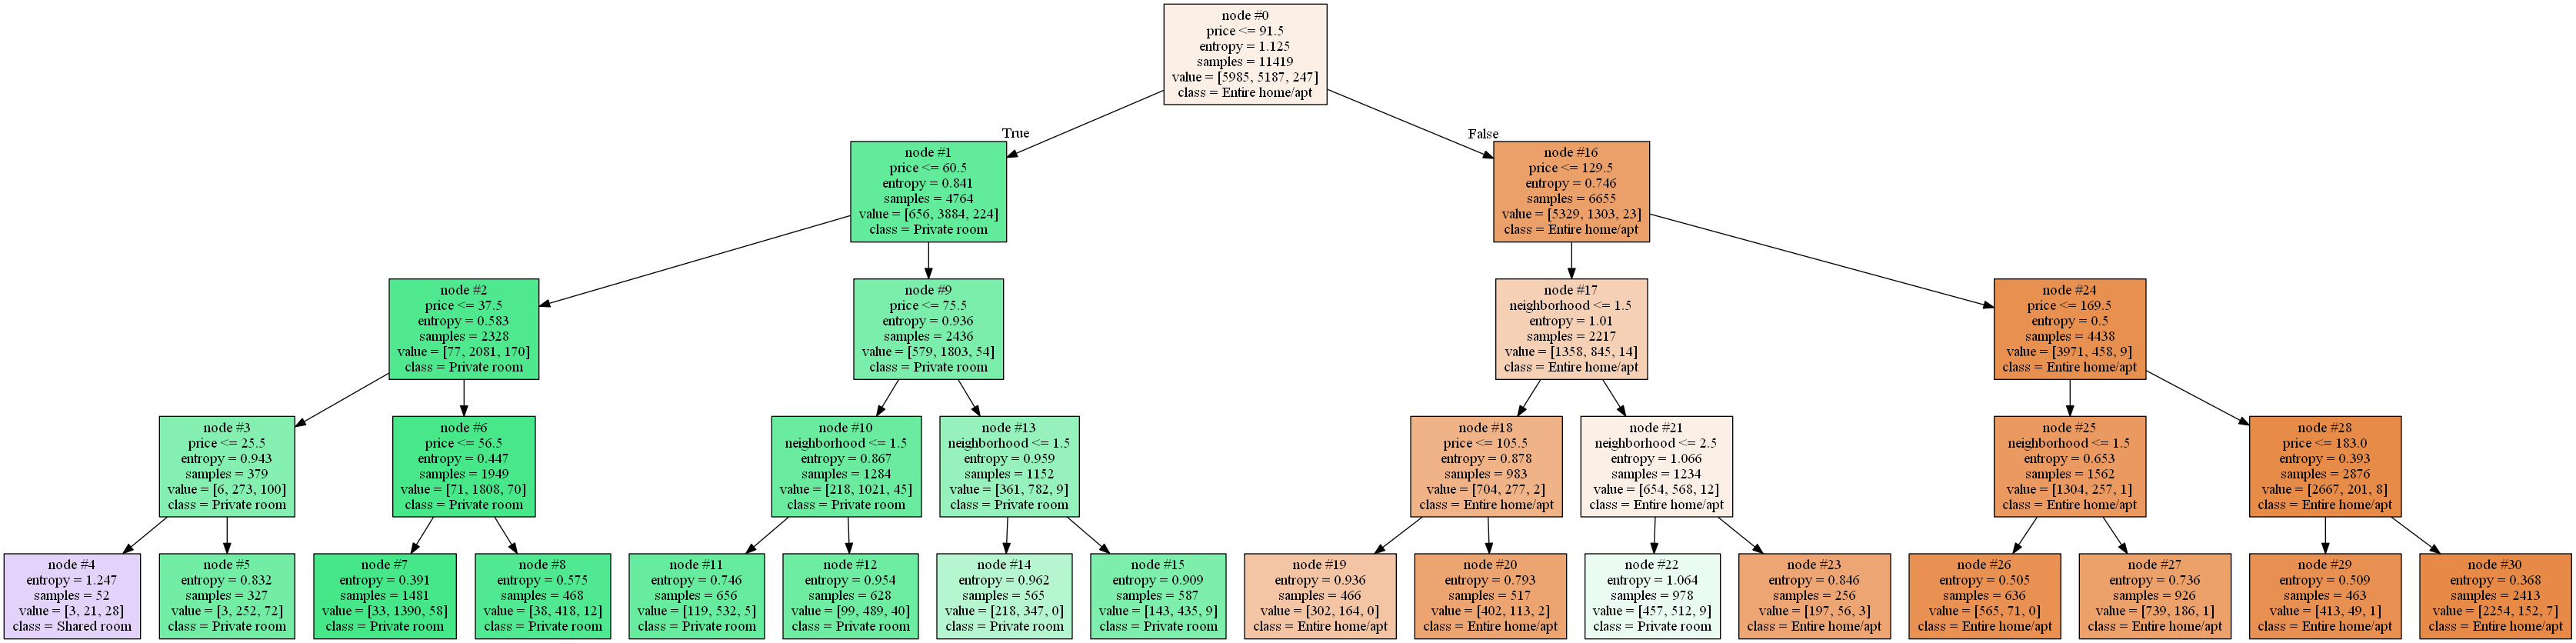 node #0
price <= 91.5
entropy = 1.125
samples = 11419
value = [5985, 5187, 247]
class = Entire home/apt
True
False
node #1
price <= 60.5
entropy = 0.841
samples = 4764
value = [656, 3884, 224]
class = Private room
node #16
price <= 129.5
entropy = 0.746
samples = 6655
value = [5329, 1303, 23]
class = Entire home/apt
node #2
price <= 37.5
entropy = 0.583
samples = 2328
value = [77, 2081, 170]
class = Private room
node #9
price <= 75.5
entropy = 0.936
samples = 2436
value = [579, 1803, 54]
class = Private room
node #17
neighborhood <= 1.5
entropy = 1.01
samples = 2217
value = [1358, 845, 14]
class = Entire home/apt
node #24
price <= 169.5
entropy = 0.5
samples = 4438
value = [3971, 458, 9]
class = Entire home/apt
node #3
price <= 25.5
entropy = 0.943
samples = 379
value = [6, 273, 100]
class = Private room
node #6
price <= 56.5
entropy = 0.447
samples = 1949
value = [71, 1808, 70]
class = Private room
node #10
neighborhood <= 1.5
entropy = 0.867
samples = 1284
value = [218, 1021, 45]
class = Private room
node #13
neighborhood <= 1.5
entropy = 0.959
samples = 1152
value = [361, 782, 9]
class = Private room
node #18
price <= 105.5
entropy = 0.878
samples = 983
value = [704, 277, 2]
class = Entire home/apt
node #21
neighborhood <= 2.5
entropy = 1.066
samples = 1234
value = [654, 568, 12]
class = Entire home/apt
node #25
neighborhood <= 1.5
entropy = 0.653
samples = 1562
value = [1304, 257, 1]
class = Entire home/apt
node #28
price <= 183.0
entropy = 0.393
samples = 2876
value = [2667, 201, 8]
class = Entire home/apt
node #4
entropy = 1.247
samples = 52
value = [3, 21, 28]
class = Shared room
node #5
entropy = 0.832
samples = 327
value = [3, 252, 72]
class = Private room
node #7
entropy = 0.391
samples = 1481
value = [33, 1390, 58]
class = Private room
node #8
entropy = 0.575
samples = 468
value = [38, 418, 12]
class = Private room
node #11
entropy = 0.746
samples = 656
value = [119, 532, 5]
class = Private room
node #12
entropy = 0.954
samples = 628
value = [99, 489, 40]
class = Private room
node #14
entropy = 0.962
samples = 565
value = [218, 347, 0]
class = Private room
node #15
entropy = 0.909
samples = 587
value = [143, 435, 9]
class = Private room
node #19
entropy = 0.936
samples = 466
value = [302, 164, 0]
class = Entire home/apt
node #20
entropy = 0.793
samples = 517
value = [402, 113, 2]
class = Entire home/apt
node #22
entropy = 1.064
samples = 978
value = [457, 512, 9]
class = Private room
node #23
entropy = 0.846
samples = 256
value = [197, 56, 3]
class = Entire home/apt
node #26
entropy = 0.505
samples = 636
value = [565, 71, 0]
class = Entire home/apt
node #27
entropy = 0.736
samples = 926
value = [739, 186, 1]
class = Entire home/apt
node #29
entropy = 0.509
samples = 463
value = [413, 49, 1]
class = Entire home/apt
node #30
entropy = 0.368
samples = 2413
value = [2254, 152, 7]
class = Entire home/apt